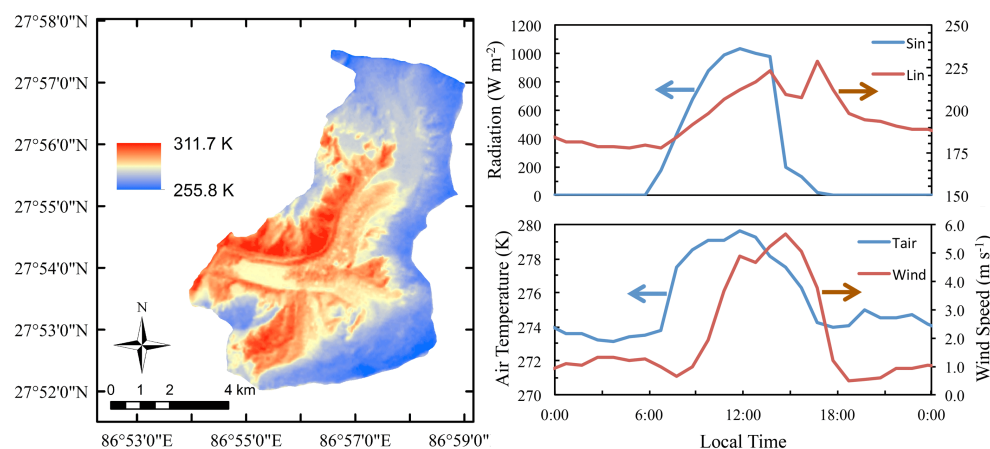 27°58'0"N
27°57'0"N
27°56'0"N
27°55'0"N
27°54'0"N
27°53'0"N
27°52'0"N
311.7 K
255.8 K
N
0 1 2 4 km
86°53'0"E 86°55'0"E 86°57'0"E 86°59'0"
Radiation (W m-2)
1200
1000
800
600
400
200
0
Sin
Lin
250
225
200
175
150
Air Temperature (K)
280
278
276
274
272
270
Tair
Wind
6.0
5.0
4.0
3.0
2.0
1.0
0.0
Wind Speed (m s-1)
0:00 6:00 12:00 18:00 0:00
Local Time